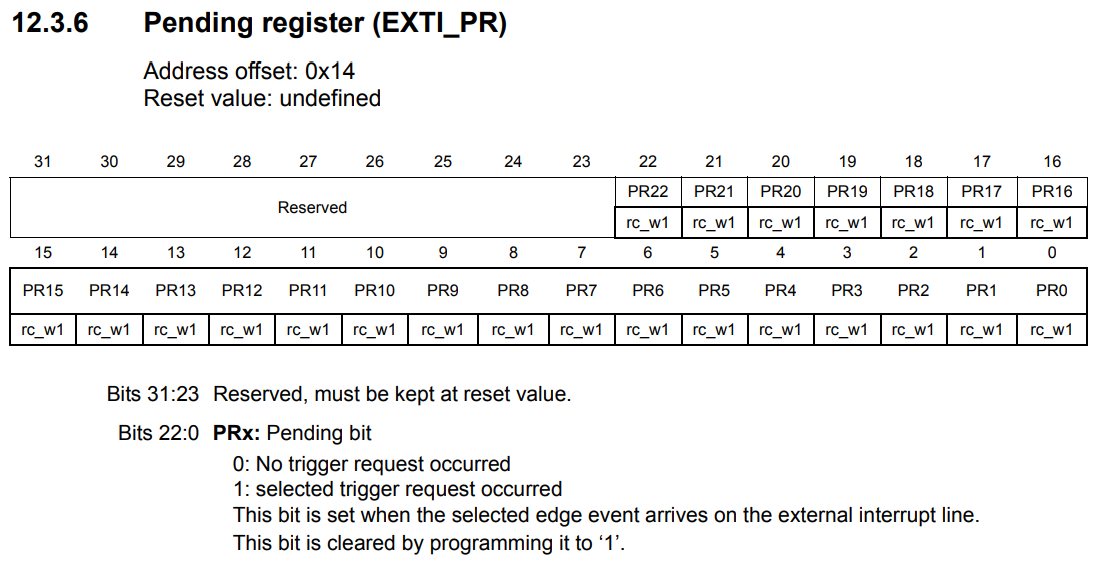 12.3.6 Pending register (EXTI_PR)
Address offset: 0x14
Reset value: undefined
31 30 29 28 27 26 25 24 23 22 21 20 19 18 17 16
Reserved PR22 PR21 PR20 PR19 PR18 PR17 PR16
rc_w1 rc_w1 rc_w1 rc_w1 rc_w1 rc_w1 rc_w1
15 14 13 12 11 10 9 8 7 6 5 4 3 2 1 0
PR15 PR14 PR13 PR12 PR11 PR10 PR9 PR8 PR7 PR6 PR5 PR4 PR3 PR2 PR1 PR0
rc_w1 rc_w1 rc_w1 rc_w1 rc_w1 rc_w1 rc_w1 rc_w1 rc_w1 rc_w1 rc_w1 rc_w1 rc_w1 rc_w1 rc_w1 rc_w1
Bits 31:23 Reserved, must be kept at reset value.
Bits 22:0 PRx: Pending bit
0: No trigger request occurred
1: selected trigger request occurred
This bit is set when the selected edge event arrives on the external interrupt line.
This bit is cleared by programming it to ‘1’.